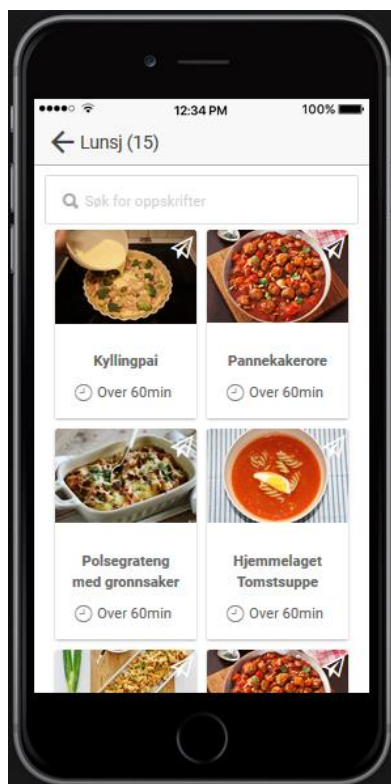 12:34 PM
100%
Lunsj (15)
Søk for oppskrifter
Kyllingpai
Over 60min
Pannekakerore
Over 60min
Polsegrateng
med gronnsaker
Over 60min
Hjemmelaget
Tomstsuppe
Over 60min